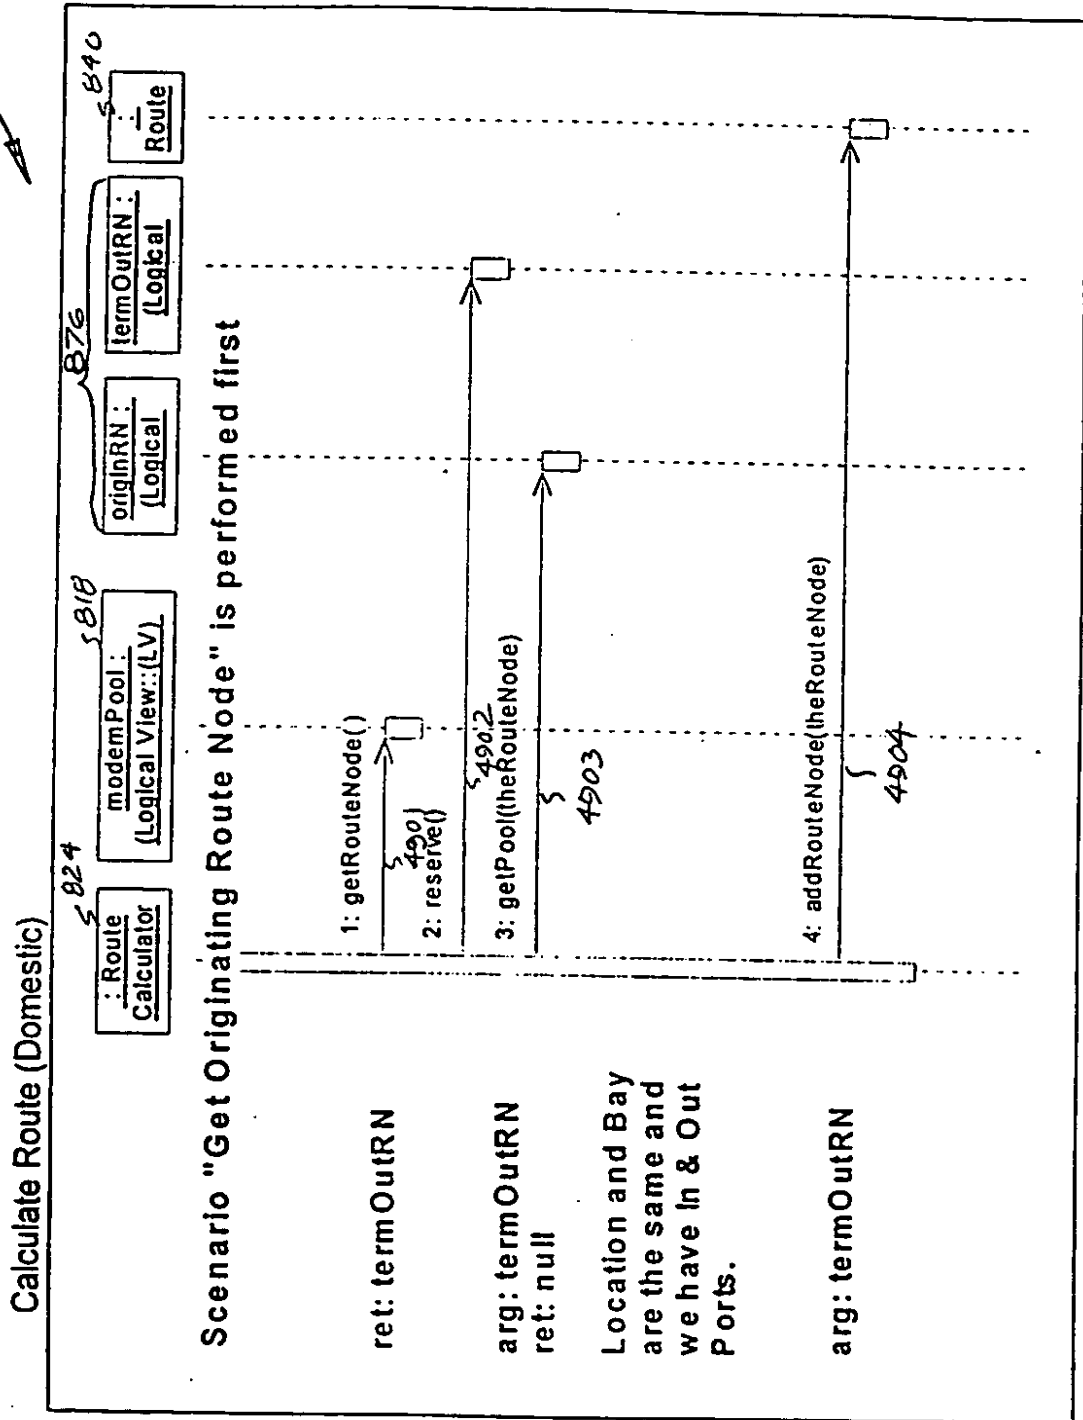 Calculate Route (Domestic)
824
: Route
Calculator
818
modemPool :
(Logical View::(LV)
876
originRN :
(Logical
termOutRN :
(Logical
840
:
Route
Scenario "Get Originating Route Node" is performed first
ret: termOutRN
1: getRouteNode()
4901
2: reserve()
4902
arg: termOutRN
ret: null
3: getPool(theRouteNode)
4903
Location and Bay
are the same and
we have In & Out
Ports.
arg: termOutRN
4: addRouteNode(theRouteNode)
4904